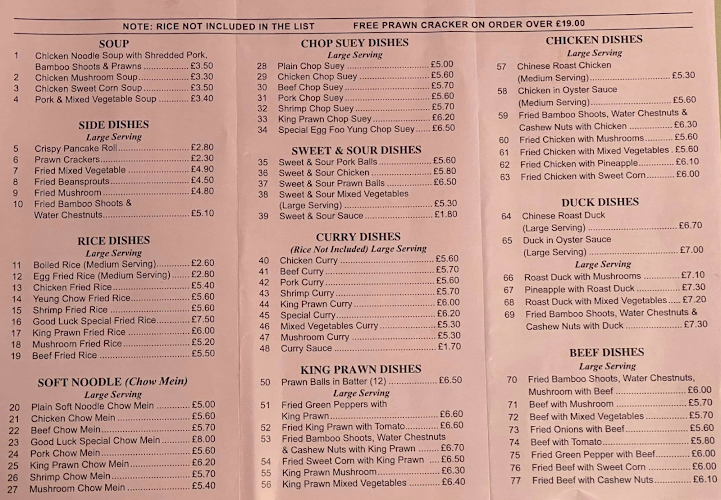 NOTE: RICE NOT INCLUDED IN THE LIST FREE PRAWN CRACKER ON ORDER OVER £19.00
SOUP
1 Chicken Noodle Soup with Shredded Pork,
Bamboo Shoots & Prawns £3.50
2 Chicken Mushroom Soup £3.30
3 Chicken Sweet Corn Soup £3.50
4 Pork & Mixed Vegetable Soup £3.40
SIDE DISHES
Large Serving
5 Crispy Pancake Roll £2.80
6 Prawn Crackers £2.30
7 Fried Mixed Vegetable £4.90
8 Fried Beansprouts £4.50
9 Fried Mushroom £4.80
10 Fried Bamboo Shoots &
Water Chestnuts £5.10
RICE DISHES
Large Serving
11 Boiled Rice (Medium Serving) £2.60
12 Egg Fried Rice (Medium Serving) £2.80
13 Chicken Fried Rice £5.40
14 Yeung Chow Fried Rice £5.60
15 Shrimp Fried Rice £5.60
16 Good Luck Special Fried Rice £7.50
17 King Prawn Fried Rice £6.00
18 Mushroom Fried Rice £5.20
19 Beef Fried Rice £5.50
SOFT NOODLE (Chow Mein)
Large Serving
20 Plain Soft Noodle Chow Mein £5.00
21 Chicken Chow Mein £5.60
22 Beef Chow Mein £5.70
23 Good Luck Special Chow Mein £8.00
24 Pork Chow Mein £5.60
25 King Prawn Chow Mein £6.20
26 Shrimp Chow Mein £5.70
27 Mushroom Chow Mein £5.40
CHOP SUEY DISHES
Large Serving
28 Plain Chop Suey £5.00
29 Chicken Chop Suey £5.60
30 Beef Chop Suey £5.70
31 Pork Chop Suey £5.60
32 Shrimp Chop Suey £5.70
33 King Prawn Chop Suey £6.20
34 Special Egg Foo Yung Chop Suey £6.50
SWEET & SOUR DISHES
35 Sweet & Sour Pork Balls £5.60
36 Sweet & Sour Chicken £5.80
37 Sweet & Sour Prawn Balls £6.50
38 Sweet & Sour Mixed Vegetables
(Large Serving) £5.30
39 Sweet & Sour Sauce £1.80
CURRY DISHES
(Rice Not Included) Large Serving
40 Chicken Curry £5.60
41 Beef Curry £5.70
42 Pork Curry £5.60
43 Shrimp Curry £5.70
44 King Prawn Curry £6.00
45 Special Curry £6.20
46 Mixed Vegetables Curry £5.30
47 Mushroom Curry £5.30
48 Curry Sauce £1.70
KING PRAWN DISHES
50 Prawn Balls in Batter (12) £6.50
Large Serving
51 Fried Green Peppers with
King Prawn £6.60
52 Fried King Prawn with Tomato £6.60
53 Fried Bamboo Shoots, Water Chestnuts
& Cashew Nuts with King Prawn £6.70
54 Fried Sweet Corn with King Prawn £6.50
55 King Prawn Mushroom £6.30
56 King Prawn Mixed Vegetables £6.40
CHICKEN DISHES
Large Serving
57 Chinese Roast Chicken
(Medium Serving) £5.30
58 Chicken in Oyster Sauce
(Medium Serving) £5.60
59 Fried Bamboo Shoots, Water Chestnuts &
Cashew Nuts with Chicken £6.30
60 Fried Chicken with Mushrooms £5.60
61 Fried Chicken with Mixed Vegetables £5.60
62 Fried Chicken with Pineapple £6.10
63 Fried Chicken with Sweet Corn £6.00
DUCK DISHES
64 Chinese Roast Duck
(Large Serving) £6.70
65 Duck in Oyster Sauce
(Large Serving) £7.00
Large Serving
66 Roast Duck with Mushrooms £7.10
67 Pineapple with Roast Duck £7.30
68 Roast Duck with Mixed Vegetables £7.20
69 Fried Bamboo Shoots, Water Chestnuts &
Cashew Nuts with Duck £7.30
BEEF DISHES
Large Serving
70 Fried Bamboo Shoots, Water Chestnuts,
Mushroom with Beef £6.00
71 Beef with Mushroom £5.70
72 Beef with Mixed Vegetables £5.70
73 Fried Onions with Beef £5.60
74 Beef with Tomato £5.80
75 Fried Green Pepper with Beef £6.00
76 Fried Beef with Sweet Corn £6.00
77 Fried Beef with Cashew Nuts £6.10